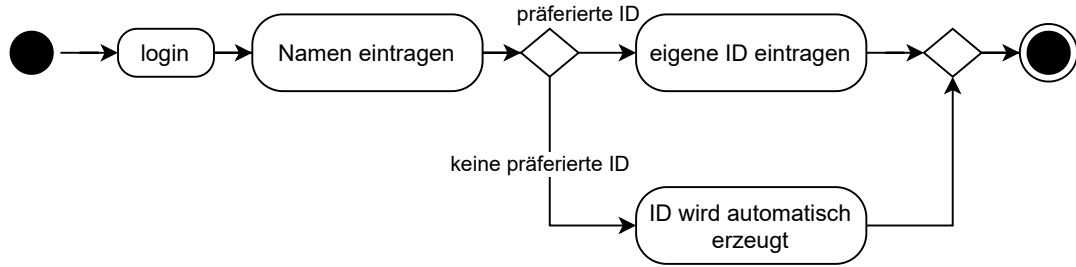 präferierte ID
login
Namen eintragen
eigene ID eintragen
keine präferierte ID
ID wird automatisch
erzeugt